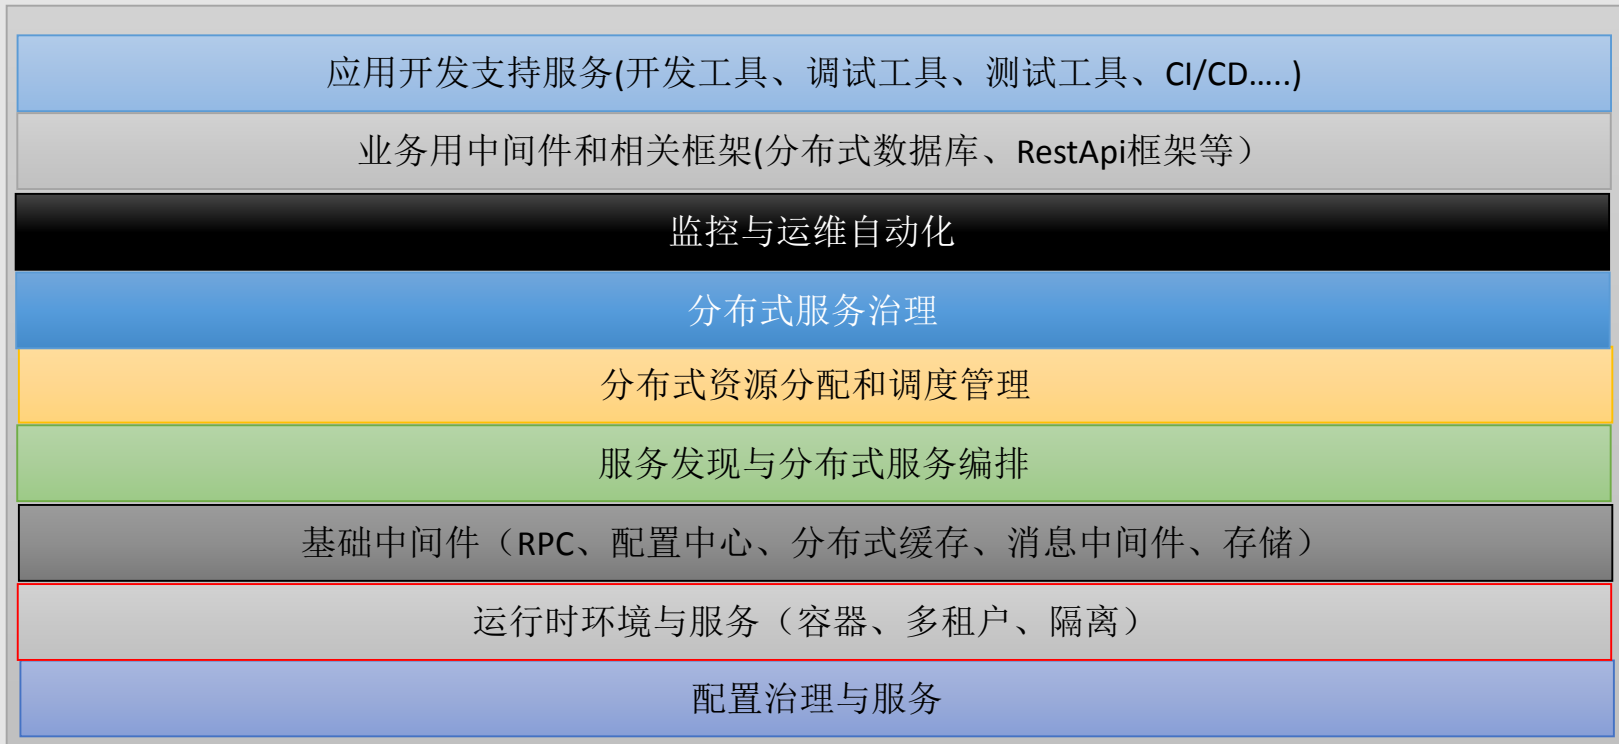 应用开发支持服务(开发工具、调试工具、测试工具、CI/CD.....)
业务用中间件和相关框架(分布式数据库、RestApi框架等）
监控与运维自动化
分布式服务治理
分布式资源分配和调度管理
服务发现与分布式服务编排
基础中间件（RPC、配置中心、分布式缓存、消息中间件、存储）
运行时环境与服务（容器、多租户、隔离）
配置治理与服务